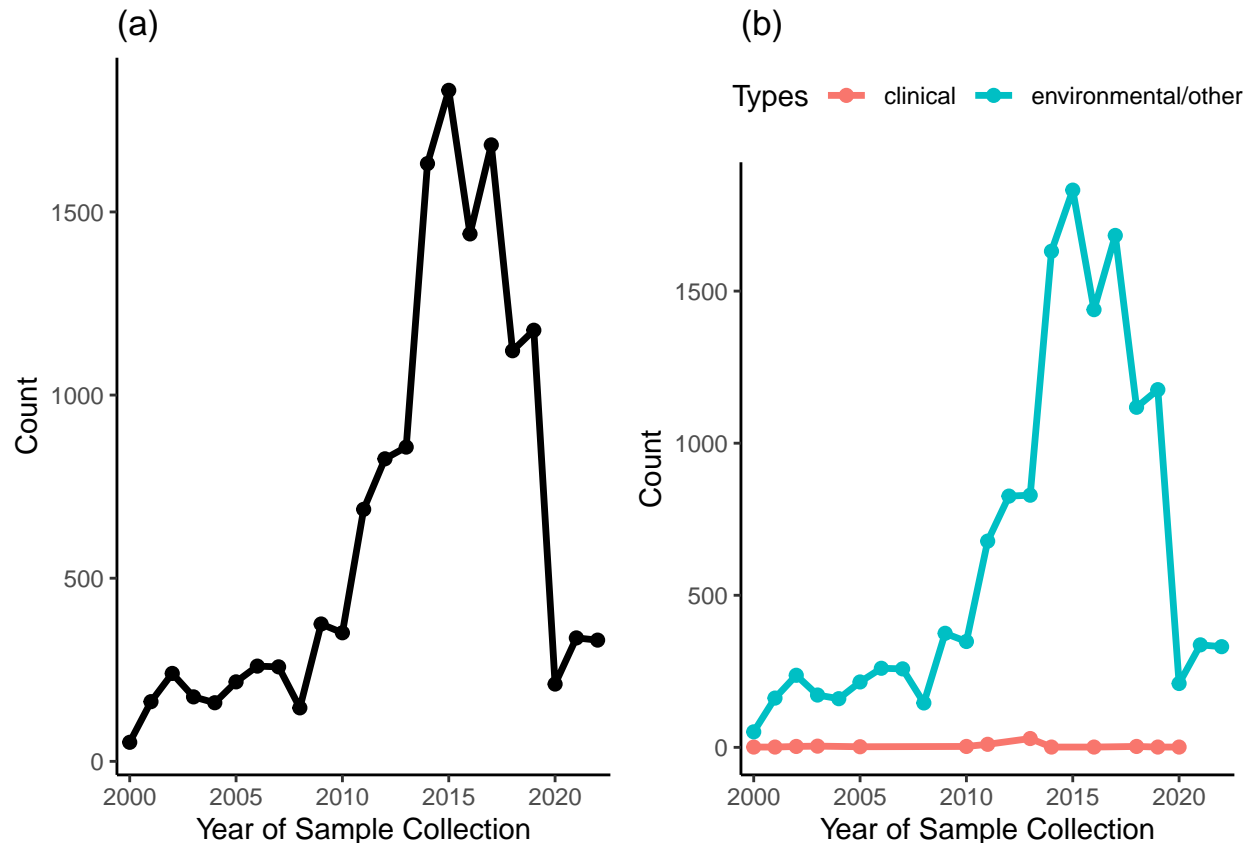 (a)
Count
1500
1000
500
0
2000 2005 2010 2015 2020
Year of Sample Collection
(b)
Types clinical environmental/other
Count
1500
1000
500
0
2000 2005 2010 2015 2020
Year of Sample Collection